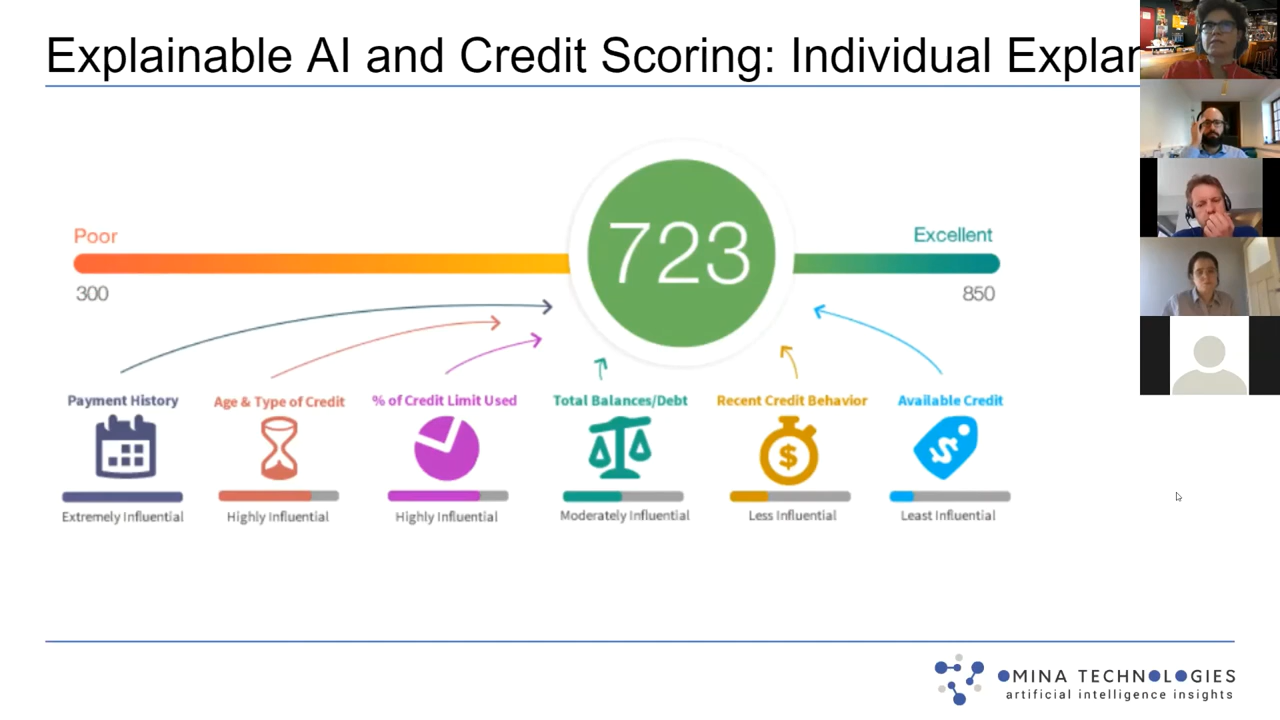 Explainable AI and Credit Scoring: Individual Explan
723
Poor
Excellent
300
850
Payment History
Age & Type of Credit
% of Credit Limit Used
Total Balances/Debt
Recent Credit Behavior
Available Credit
Extremely Influential
Highly Influential
Highly Influential
Moderately Influential
Less Influential
Least Influential
OMINA TECHNOLOGIES
artificial intelligence insights